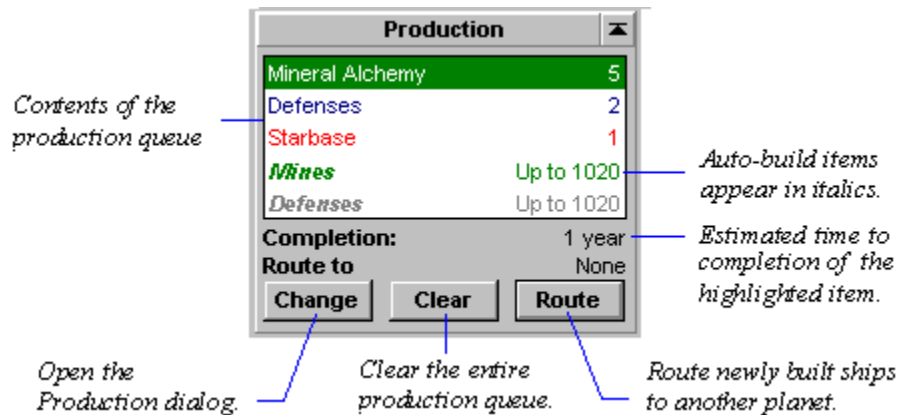 Production
Mineral Alchemy 5
Defenses 2
Starbase 1
Mines Up to 1020
Defenses Up to 1020
Completion: 1 year
Route to None
Change Clear Route
Contents of the
production queue
Auto-build items
appear in italics.
Estimated time to
completion of the
highlighted item.
Open the
Production dialog.
Clear the entire
production queue.
Route newly built ships
to another planet.